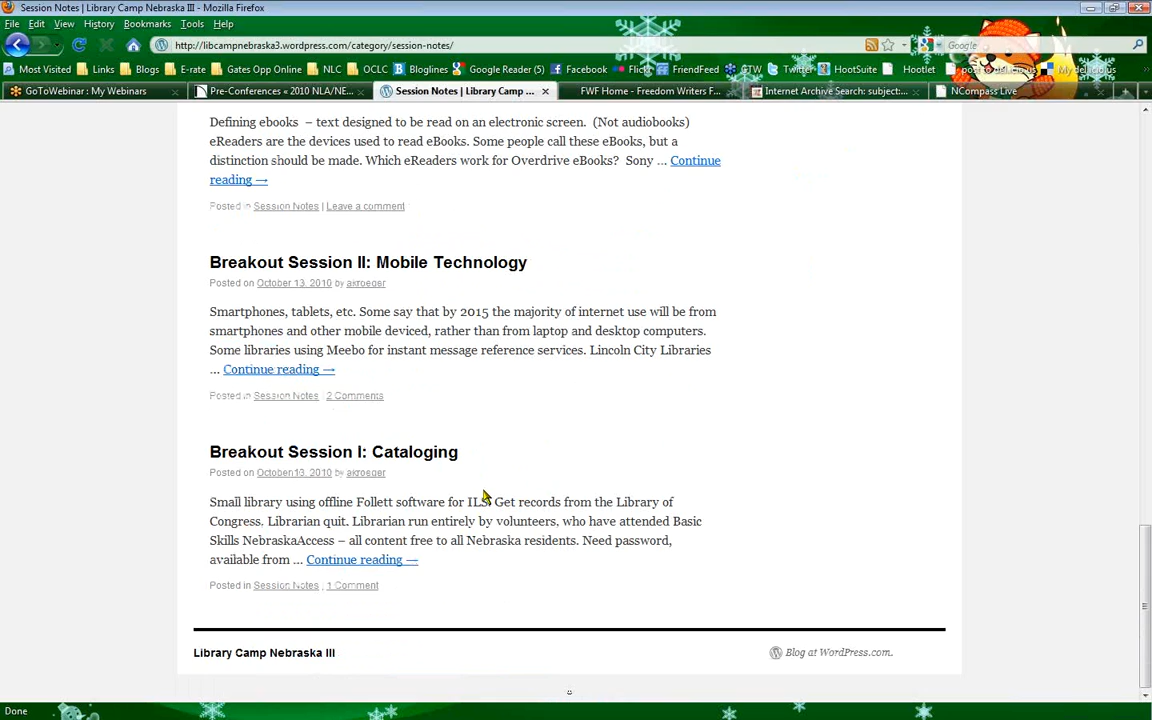 Session Notes | Library Camp Nebraska III - Mozilla Firefox
File Edit View History Bookmarks Tools Help
http://libcampnebraska3.wordpress.com/category/session-notes/ Google
Most Visited Links Blogs E-rate Gates Opp Online NLC OCLC Bloglines Google Reader (5) Facebook Flickr FriendFeed GTW Twitter HootSuite Hootlet post to del.icio.us My del.icio.us
GoToWebinar : My Webinars Pre-Conferences « 2010 NLA/NE... Session Notes | Library Camp ... FWF Home - Freedom Writers F... Internet Archive Search: subject:... NCompass Live
Defining ebooks – text designed to be read on an electronic screen. (Not audiobooks)
eReaders are the devices used to read eBooks. Some people call these eBooks, but a
distinction should be made. Which eReaders work for Overdrive eBooks? Sony ... Continue
reading →
Posted in Session Notes | Leave a comment
Breakout Session II: Mobile Technology
Posted on October 13, 2010 by akroeger
Smartphones, tablets, etc. Some say that by 2015 the majority of internet use will be from
smartphones and other mobile deviced, rather than from laptop and desktop computers.
Some libraries using Meebo for instant message reference services. Lincoln City Libraries
... Continue reading →
Posted in Session Notes | 2 Comments
Breakout Session I: Cataloging
Posted on October 13, 2010 by akroeger
Small library using offline Follett software for ILS. Get records from the Library of
Congress. Librarian quit. Librarian run entirely by volunteers, who have attended Basic
Skills NebraskaAccess – all content free to all Nebraska residents. Need password,
available from ... Continue reading →
Posted in Session Notes | 1 Comment
Library Camp Nebraska III Blog at WordPress.com.
Done